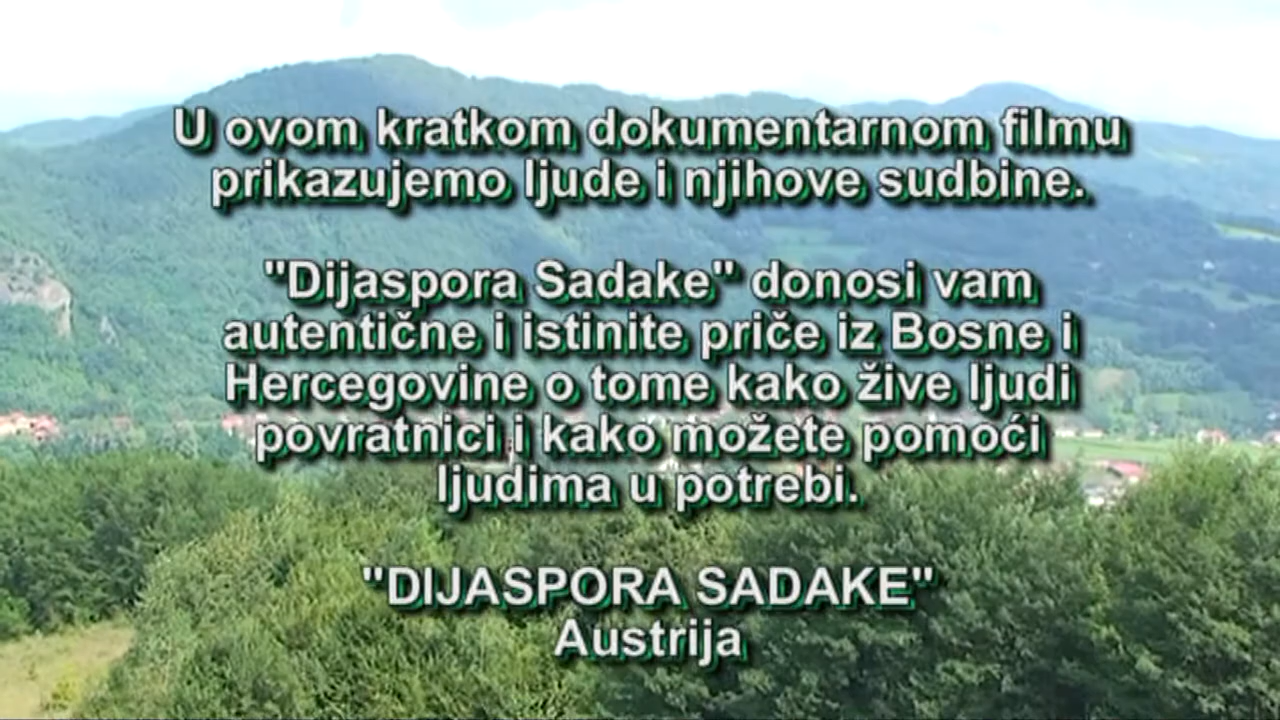 U ovom kratkom dokumentarnom filmu
prikazujemo ljude i njihove sudbine.
"Dijaspora Sadake" donosi vam
autentične i istinite priče iz Bosne i
Hercegovine o tome kako žive ljudi
povratnici i kako možete pomoći
ljudima u potrebi.
"DIJASPORA SADAKE"
Austrija